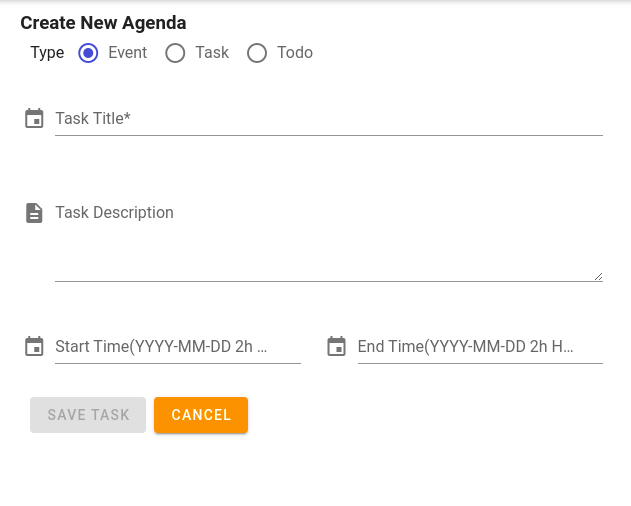 Create New Agenda
Type Event Task Todo
Task Title*
Task Description
Start Time(YYYY-MM-DD 2h ... End Time(YYYY-MM-DD 2h H...
SAVE TASK CANCEL